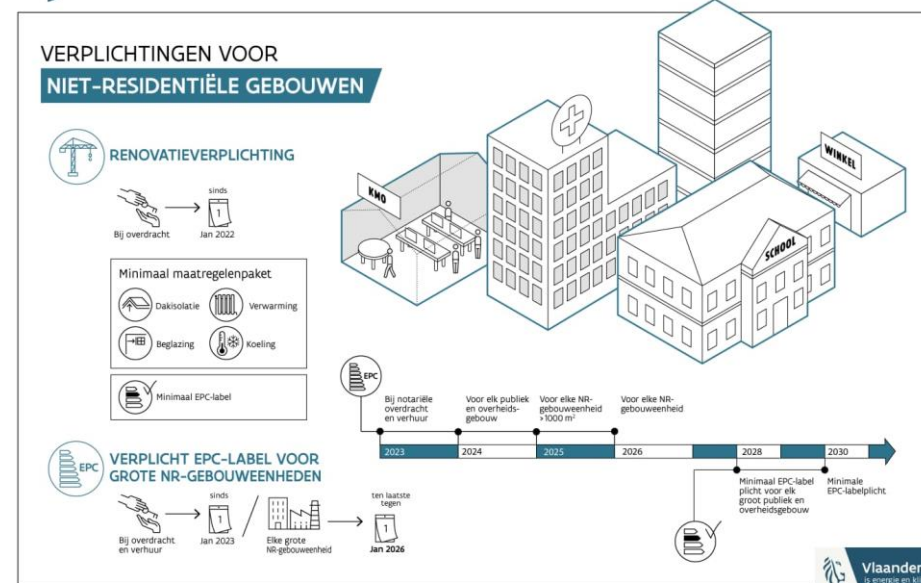 VERPLICHTINGEN VOOR
NIET-RESIDENTIËLE GEBOUWEN
RENOVATIEVERPLICHTING
sinds
1
Bij overdracht
Jan 2022
Minimaal maatregelenpakket
Dakisolatie
Verwarming
Beglazing
Koeling
Minimaal EPC-label
KMO
WINKEL
SCHOOL
EPC
Bij notariële
overdracht
en verhuur
Voor elk publiek
en overheids-
gebouw
Voor elke NR-
gebouweenheid
>1000 m²
Voor elke NR-
gebouweenheid
2023
2024
2025
2026
2028
2030
Minimaal EPC-label
plicht voor elk
groot publiek en
overheidsgebouw
Minimale
EPC-labelplicht
EPC
VERPLICHT EPC-LABEL VOOR
GROTE NR-GEBOUWEENHEDEN
sinds
1
Bij overdracht
en verhuur
Jan 2023
Elke grote
NR-gebouweenheid
ten laatste
tegen
1
Jan 2026
Vlaander
is energie en k